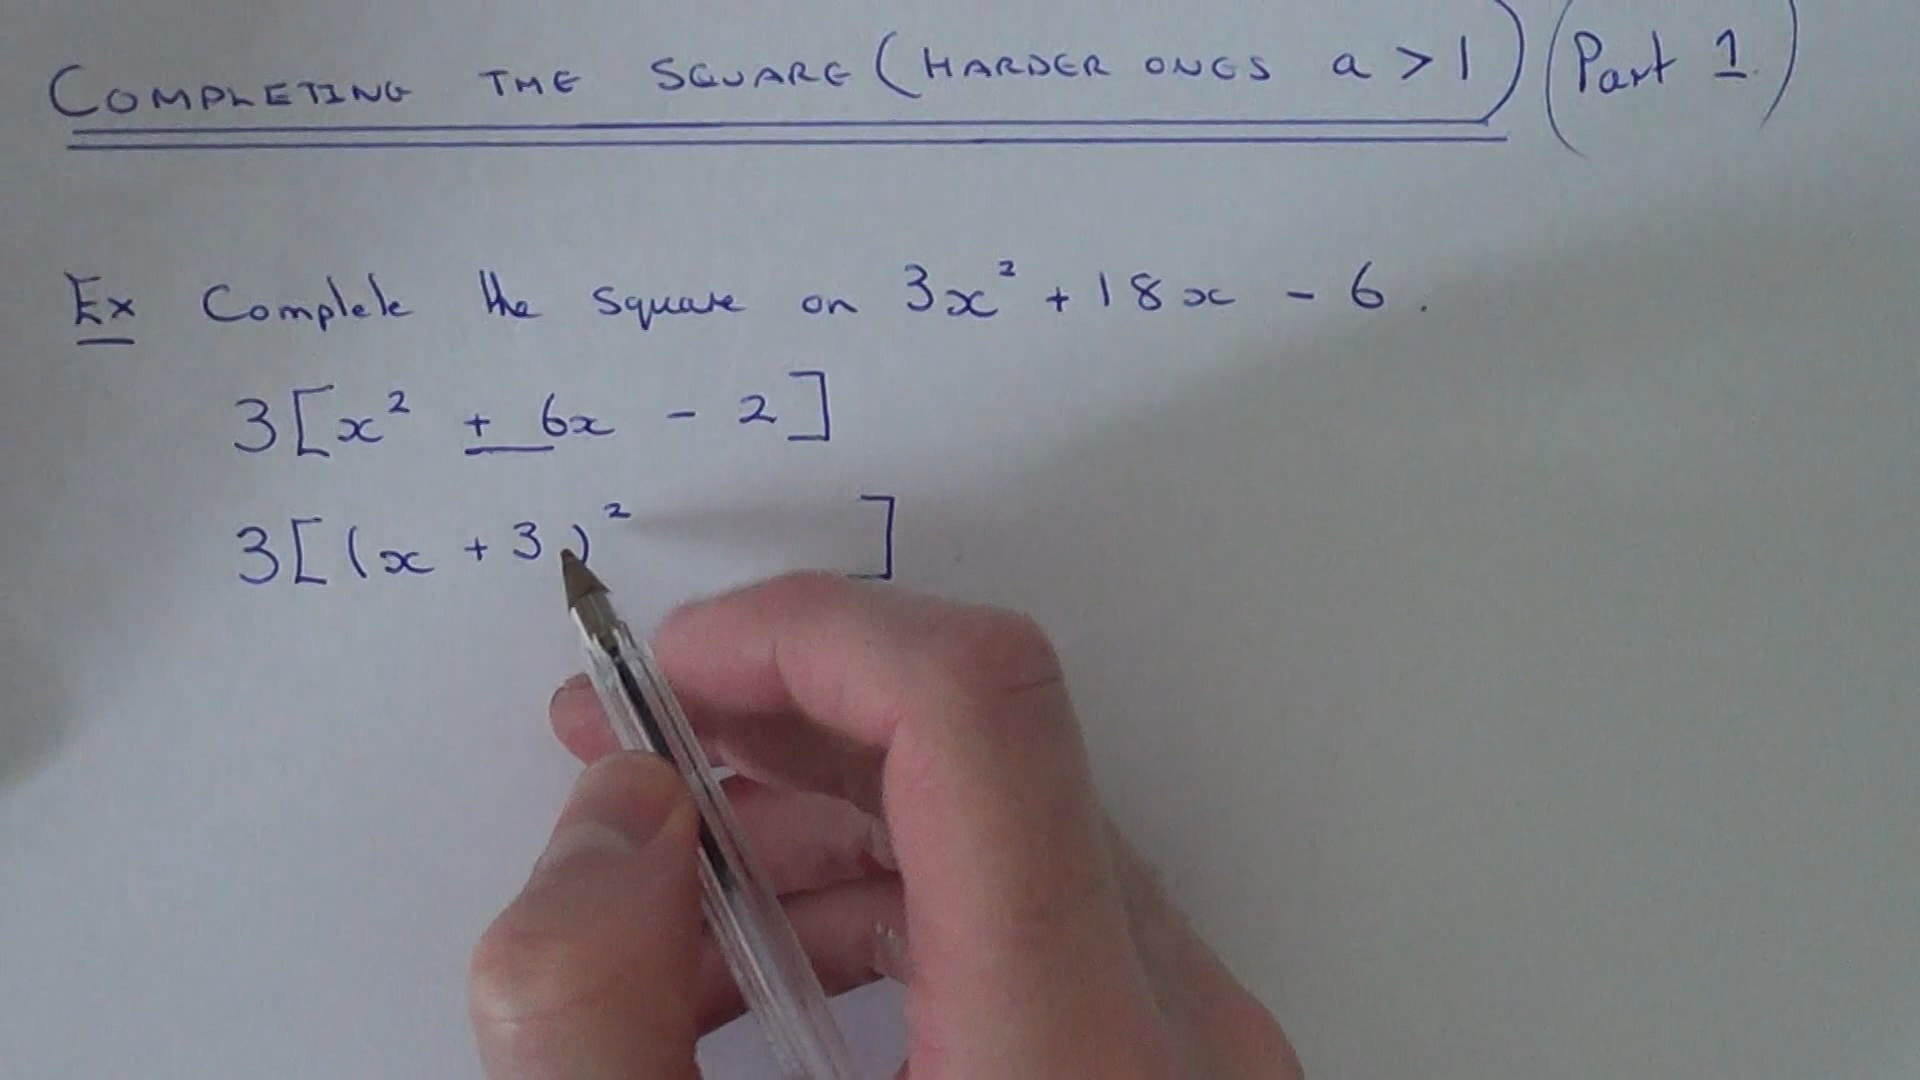 COMPLETING THE SQUARE (HARDER ONES a > 1) (Part 1)
Ex Complete the square on 3x² + 18x - 6.
3[x² + 6x - 2]
3[(x + 3)² ]